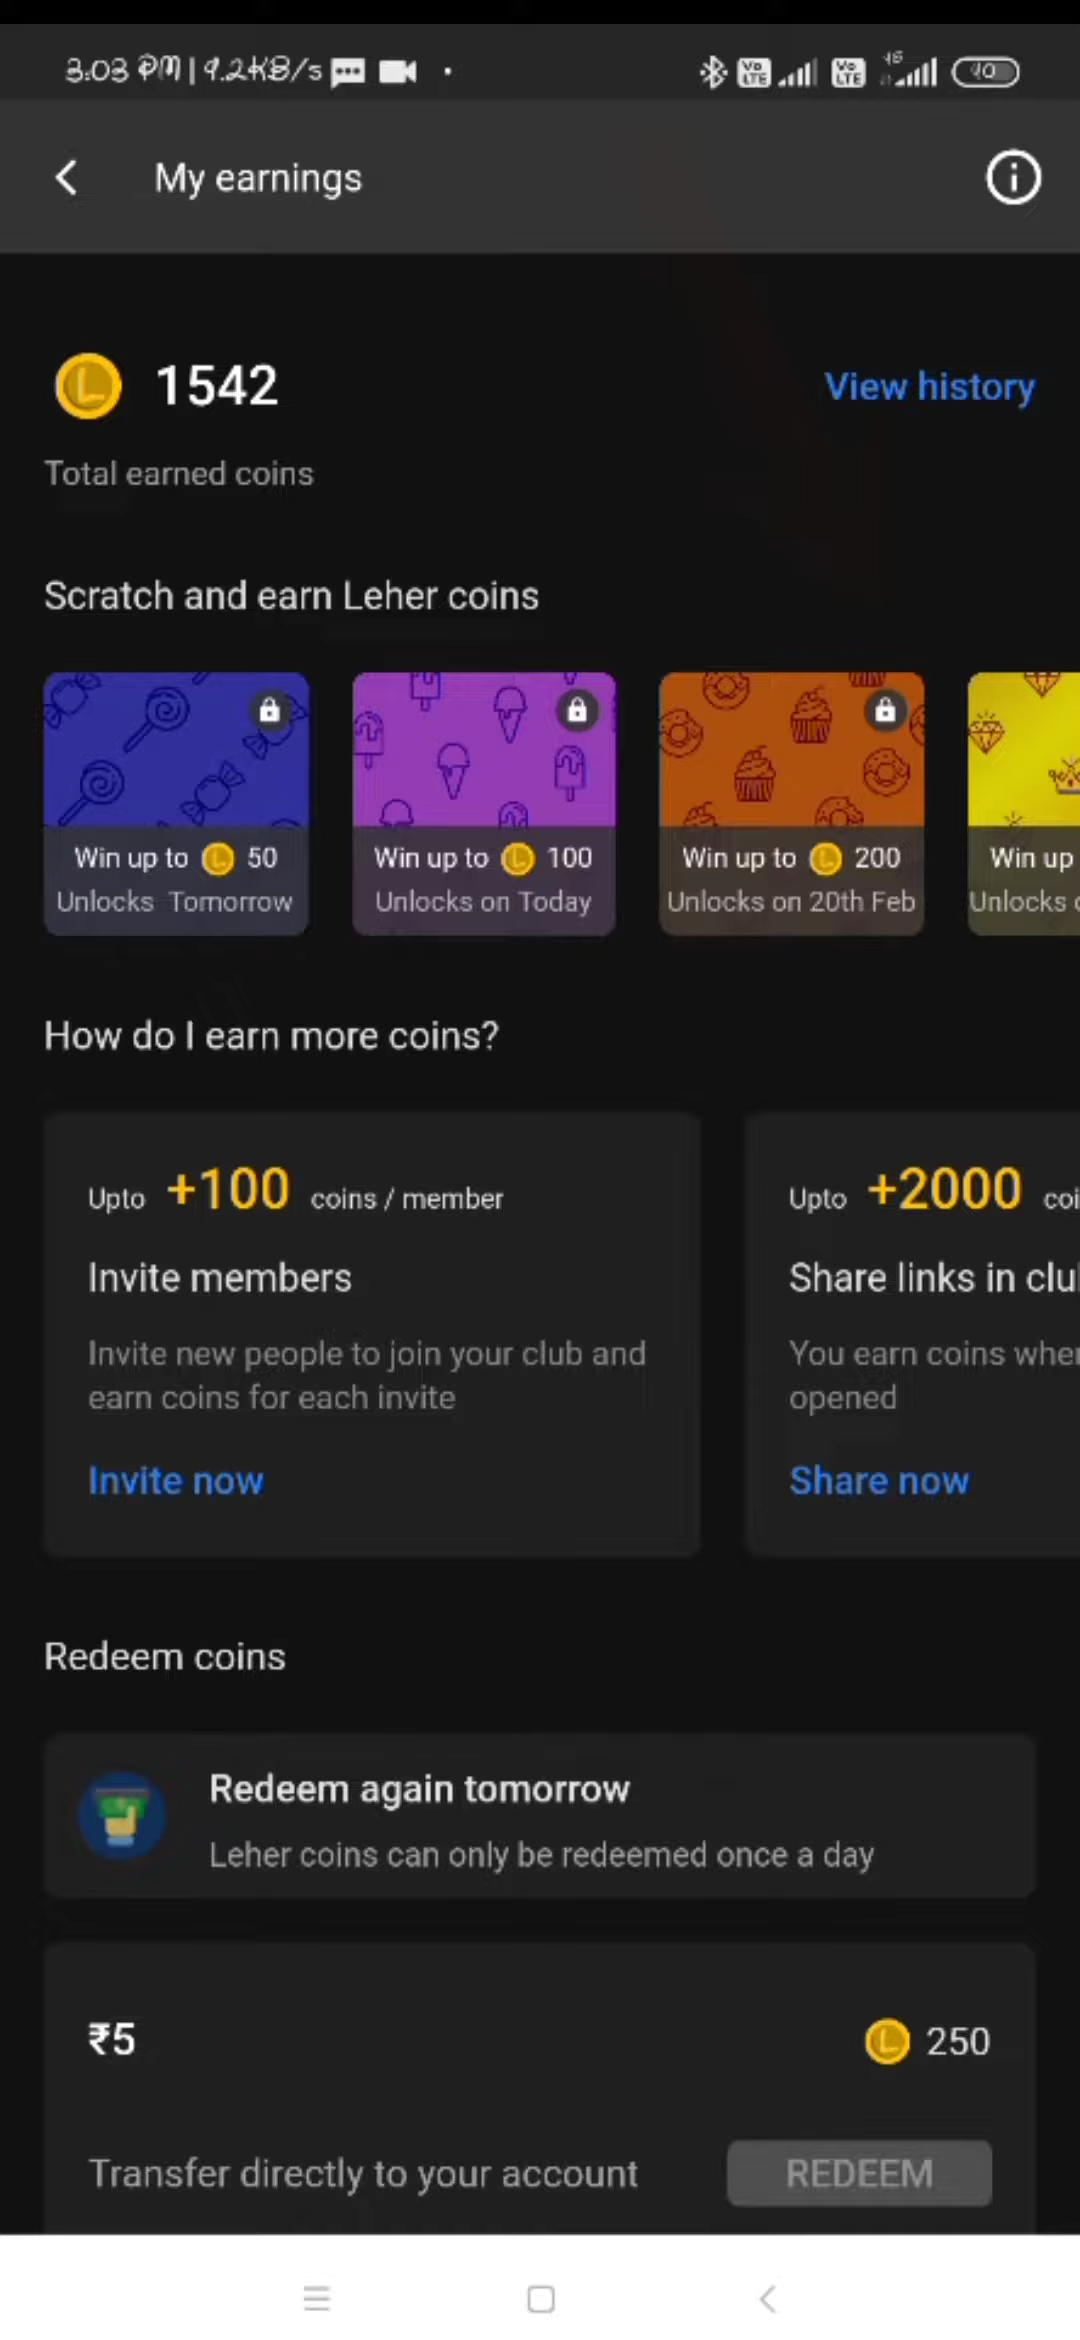 3:03 PM | 9.2KB/s
My earnings
1542
View history
Total earned coins
Scratch and earn Leher coins
Win up to 50
Unlocks Tomorrow
Win up to 100
Unlocks on Today
Win up to 200
Unlocks on 20th Feb
Win up
Unlocks
How do I earn more coins?
Upto +100 coins / member
Invite members
Invite new people to join your club and
earn coins for each invite
Invite now
Upto +2000
Share links in
You earn coins
opened
Share now
Redeem coins
Redeem again tomorrow
Leher coins can only be redeemed once a day
₹5
250
Transfer directly to your account
REDEEM